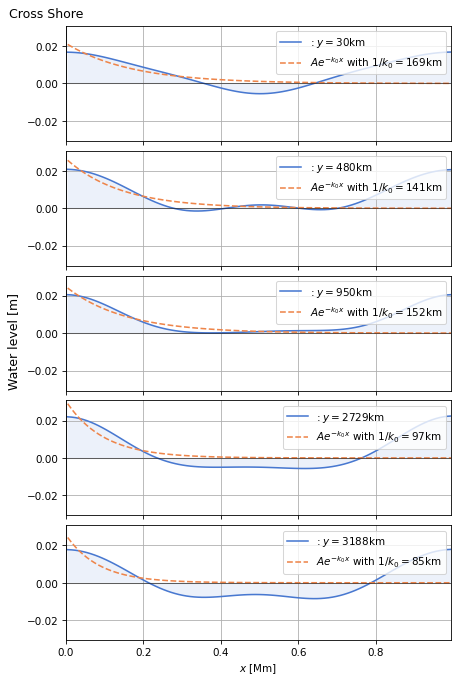 Cross Shore
Water level [m]
0.02
0.00
−0.02
: y = 30km
Ae^{−k₀x} with 1/k₀ = 169km
0.02
0.00
−0.02
: y = 480km
Ae^{−k₀x} with 1/k₀ = 141km
0.02
0.00
−0.02
: y = 950km
Ae^{−k₀x} with 1/k₀ = 152km
0.02
0.00
−0.02
: y = 2729km
Ae^{−k₀x} with 1/k₀ = 97km
0.02
0.00
−0.02
: y = 3188km
Ae^{−k₀x} with 1/k₀ = 85km
0.0 0.2 0.4 0.6 0.8
x [Mm]